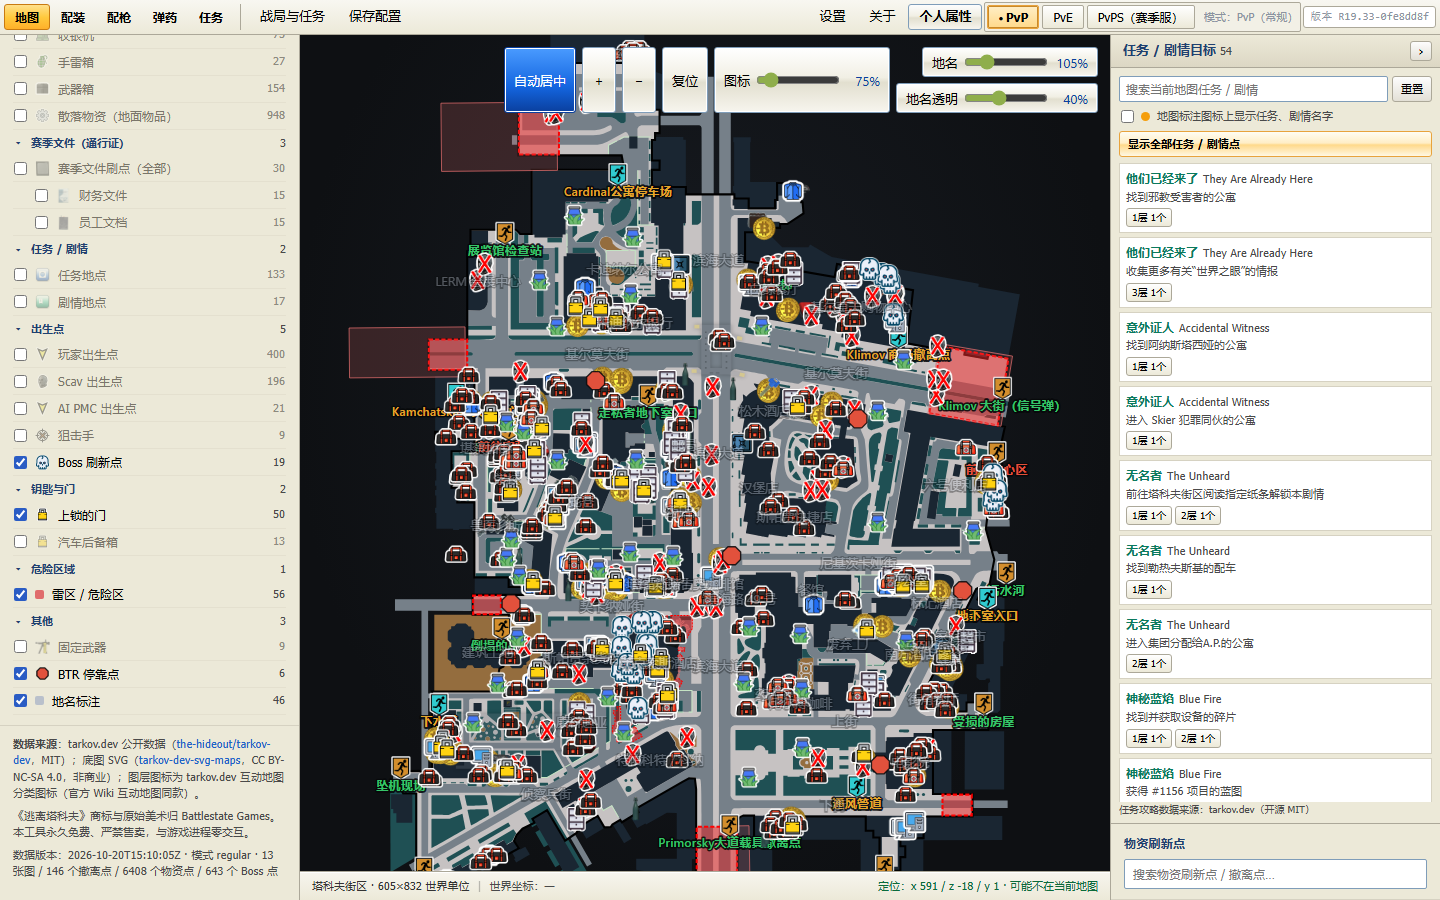 地图
配装
配枪
弹药
任务
战局与任务
保存配置
设置
关于
个人属性
• PvP
PvE
PvPS（赛季服）
模式：PvP（常规）
版本 R19.33-0fe8dd8f
手雷箱 27
武器箱 154
散落物资（地面物品） 948
赛季文件（通行证） 3
赛季文件刷点（全部） 30
财务文件 15
员工文档 15
任务 / 剧情 2
任务地点 133
剧情地点 17
出生点 5
玩家出生点 400
Scav 出生点 196
AI PMC 出生点 21
狙击手 9
Boss 刷新点 19
钥匙与门 2
上锁的门 50
汽车后备箱 13
危险区域 1
雷区 / 危险区 56
其他 3
固定武器 9
BTR 停靠点 6
地名标注 46
数据来源：tarkov.dev 公开数据（the-hideout/tarkov-
dev，MIT）；底图 SVG（tarkov-dev-svg-maps，CC BY-
NC-SA 4.0，非商业）；图层图标为 tarkov.dev 互动地图
分类图标（官方 Wiki 互动地图同款）。
《逃离塔科夫》商标与原始美术归 Battlestate Games。
本工具永久免费、严禁售卖，与游戏进程零交互。
数据版本：2026-10-20T15:10:05Z · 模式 regular · 13
张图 / 146 个撤离点 / 6408 个物资点 / 643 个 Boss 点
自动居中
+
−
复位
图标 75%
地名 105%
地名透明 40%
Cardinal公寓停车场
展览馆检查站
滨海大道
基尔莫大街
基尔莫大街
Klimov
Klimov 大街（信号弹）
Kamchats
松木酒店
汉堡店
尼基茨卡娅街
地下室入口
受损的房屋
上街
坠机现场
下通风管道
Primorsky大道载具撤离点
塔科夫街区 · 605×832 世界单位 | 世界坐标：—
定位：x 591 / z -18 / y 1 · 可能不在当前地图
任务 / 剧情目标 54
›
搜索当前地图任务 / 剧情
重置
地图标注图标上显示任务、剧情名字
显示全部任务 / 剧情点
他们已经来了 They Are Already Here
找到邪教受害者的公寓
1层 1个
他们已经来了 They Are Already Here
收集更多有关"世界之眼"的情报
3层 1个
意外证人 Accidental Witness
找到阿纳斯塔西娅的公寓
1层 1个
意外证人 Accidental Witness
进入 Skier 犯罪同伙的公寓
1层 1个
无名者 The Unheard
前往塔科夫街区阅读指定纸条解锁本剧情
1层 1个 2层 1个
无名者 The Unheard
找到勒热夫斯基的配车
1层 1个
无名者 The Unheard
进入集团分配给A.P.的公寓
2层 1个
神秘蓝焰 Blue Fire
找到并获取设备的碎片
1层 1个 2层 1个
神秘蓝焰 Blue Fire
获得 #1156 项目的蓝图
任务攻略数据来源：tarkov.dev（开源 MIT）
物资刷新点
搜索物资刷新点 / 撤离点...